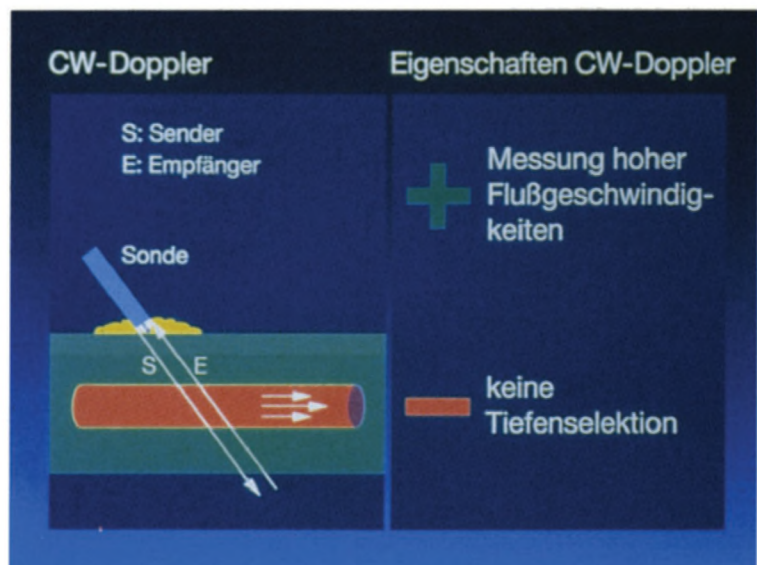 CW-Doppler
S: Sender
E: Empfänger
Sonde
S E
Eigenschaften CW-Doppler
Messung hoher
Flußgeschwindig-
keiten
keine
Tiefenselektion